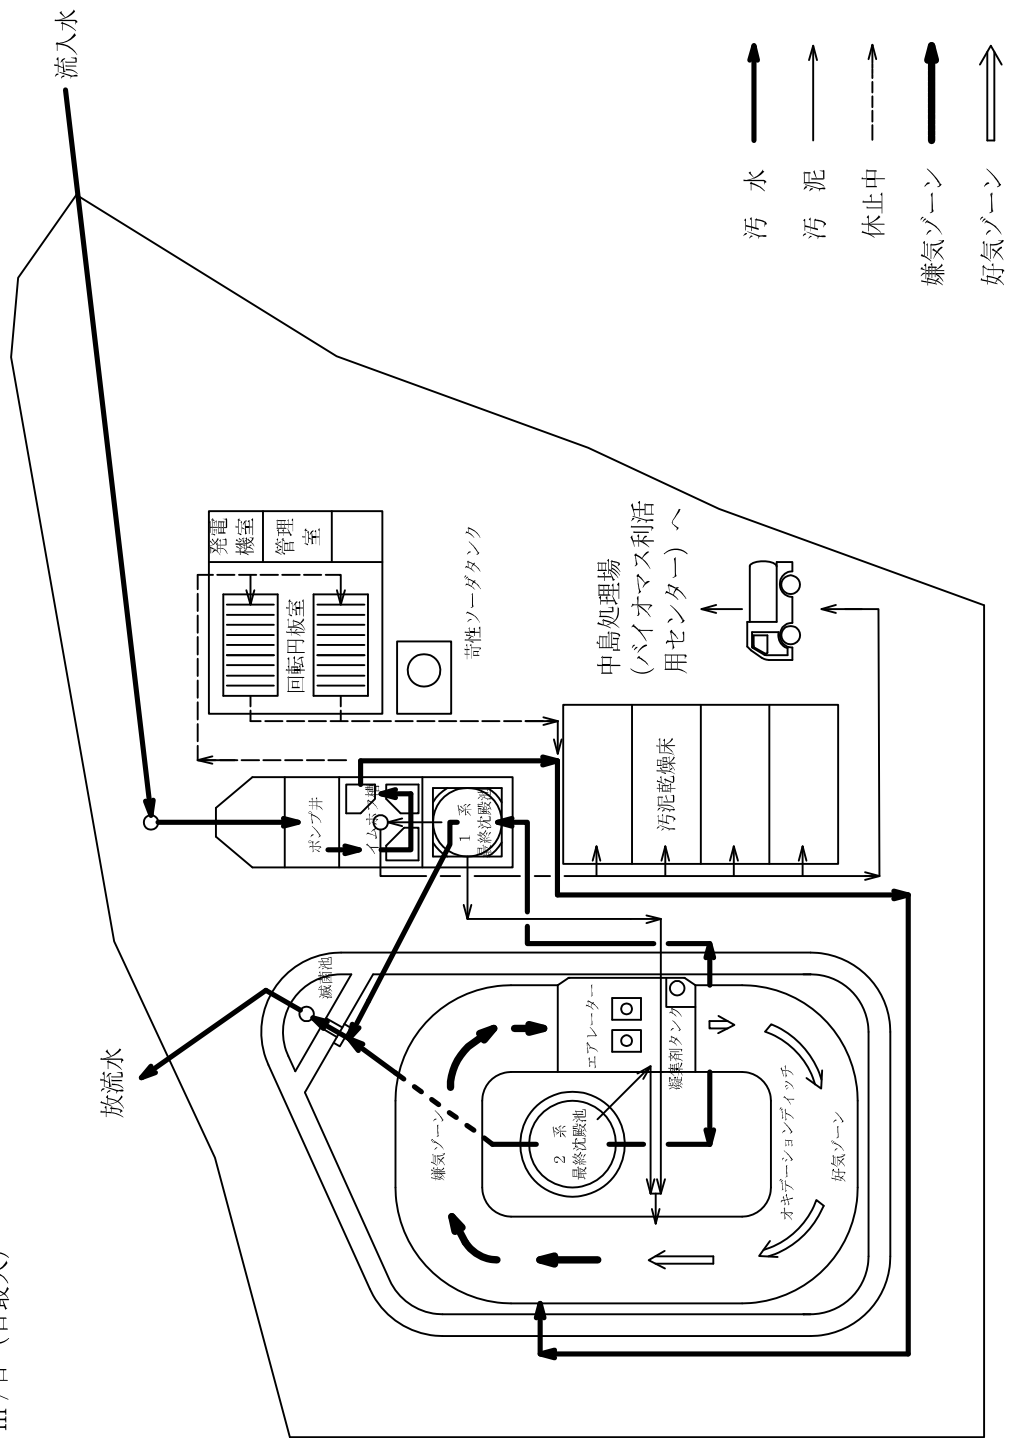 流入水
放流水
発電
機室
管理
室
回転円板室
苛性ソーダタンク
ポンプ井
イムホフ槽
1 系
最終沈殿池
滅菌池
中島処理場
(バイオマス利活
用センター) へ
汚泥乾燥床
エアレーター
凝集剤タンク
嫌気ゾーン
2 系
最終沈殿池
オキデーションディッチ
好気ゾーン
汚 水
汚 泥
休止中
嫌気ゾーン
好気ゾーン